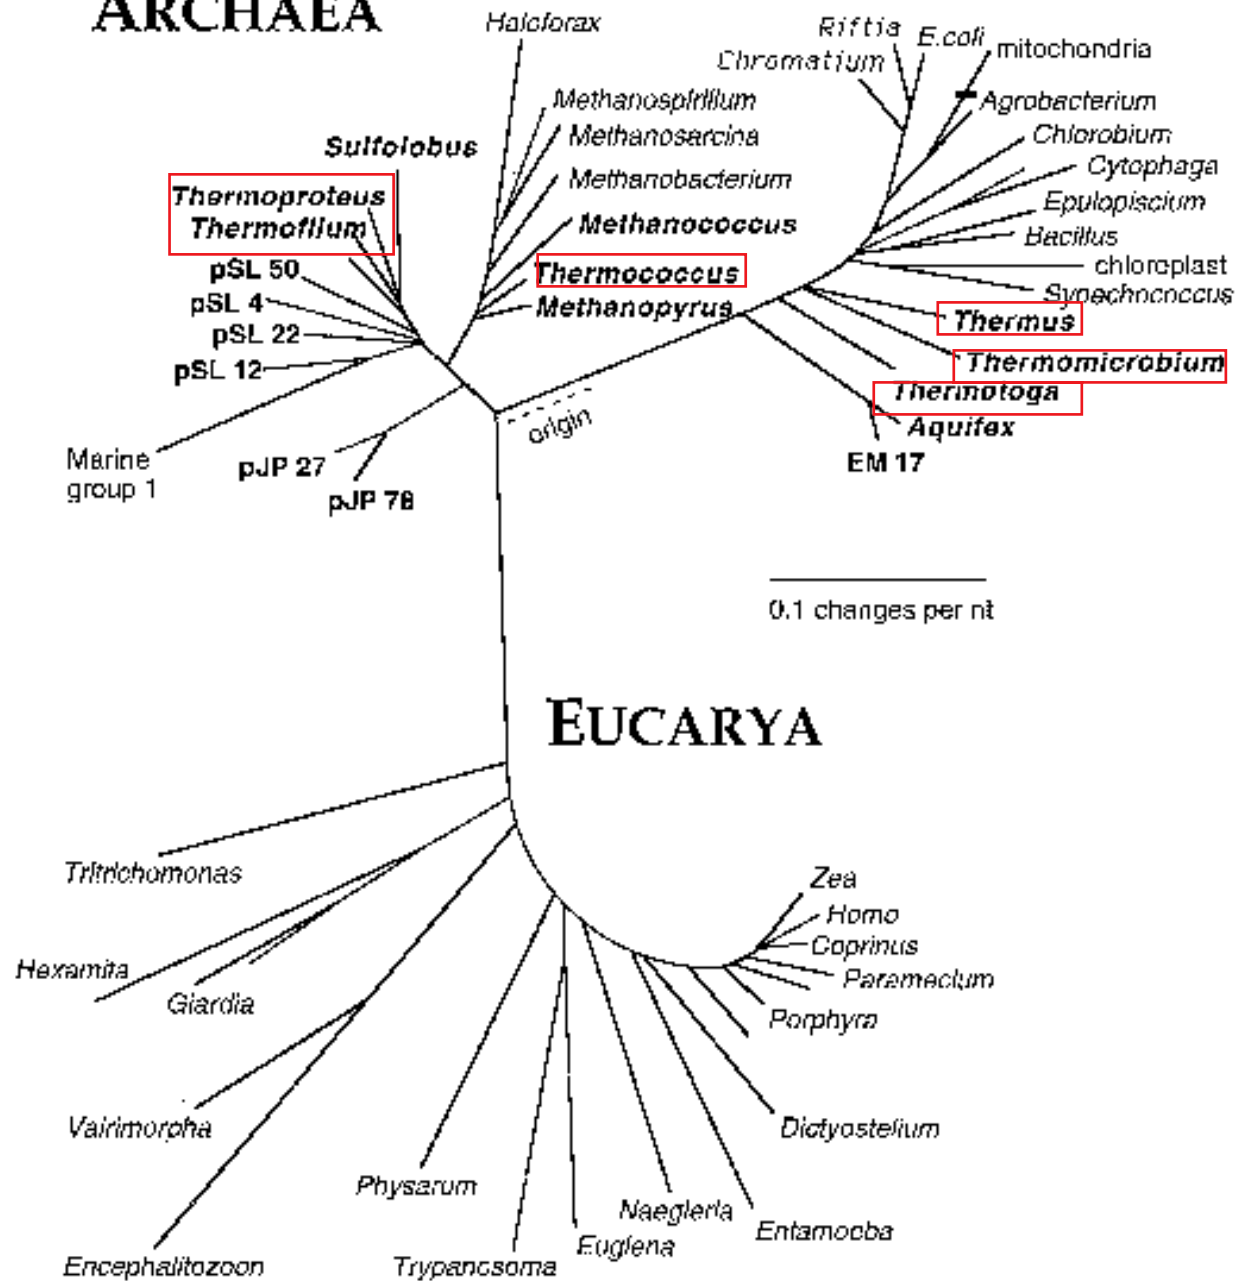 ARCHAEA
Haloforax
Riftia
E.coli
mitochondria
Chromatium
Methanospirillum
Agrobacterium
Sulfolobus
Methanosarcina
Chlorobium
Cytophaga
Thermoproteus
Methanobacterium
Epulopiscium
Thermofilum
Methanococcus
Bacillus
pSL 50
Thermococcus
chloroplast
pSL 4
Methanopyrus
Synechococcus
pSL 22
Thermus
pSL 12
Thermomicrobium
Thermotoga
origin
Aquifex
Marine
group 1
pJP 27
EM 17
pJP 78
0.1 changes per nt
EUCARYA
Tritrichomonas
Zea
Homo
Coprinus
Hexamita
Paramecium
Giardia
Porphyra
Vairimorpha
Dictyostelium
Physarum
Naegleria
Entamoeba
Euglena
Encephalitozoon
Trypanosoma